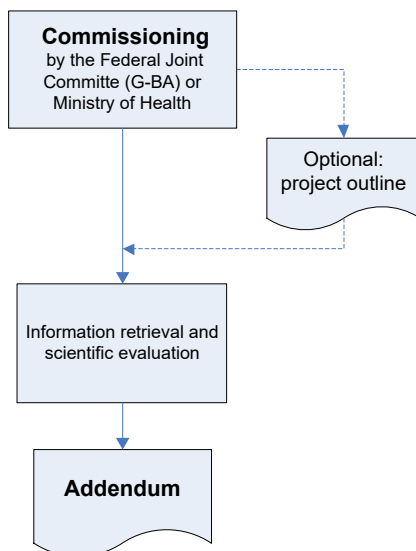 Commissioning
by the Federal Joint
Committe (G-BA) or
Ministry of Health
Optional:
project outline
Information retrieval and
scientific evaluation
Addendum